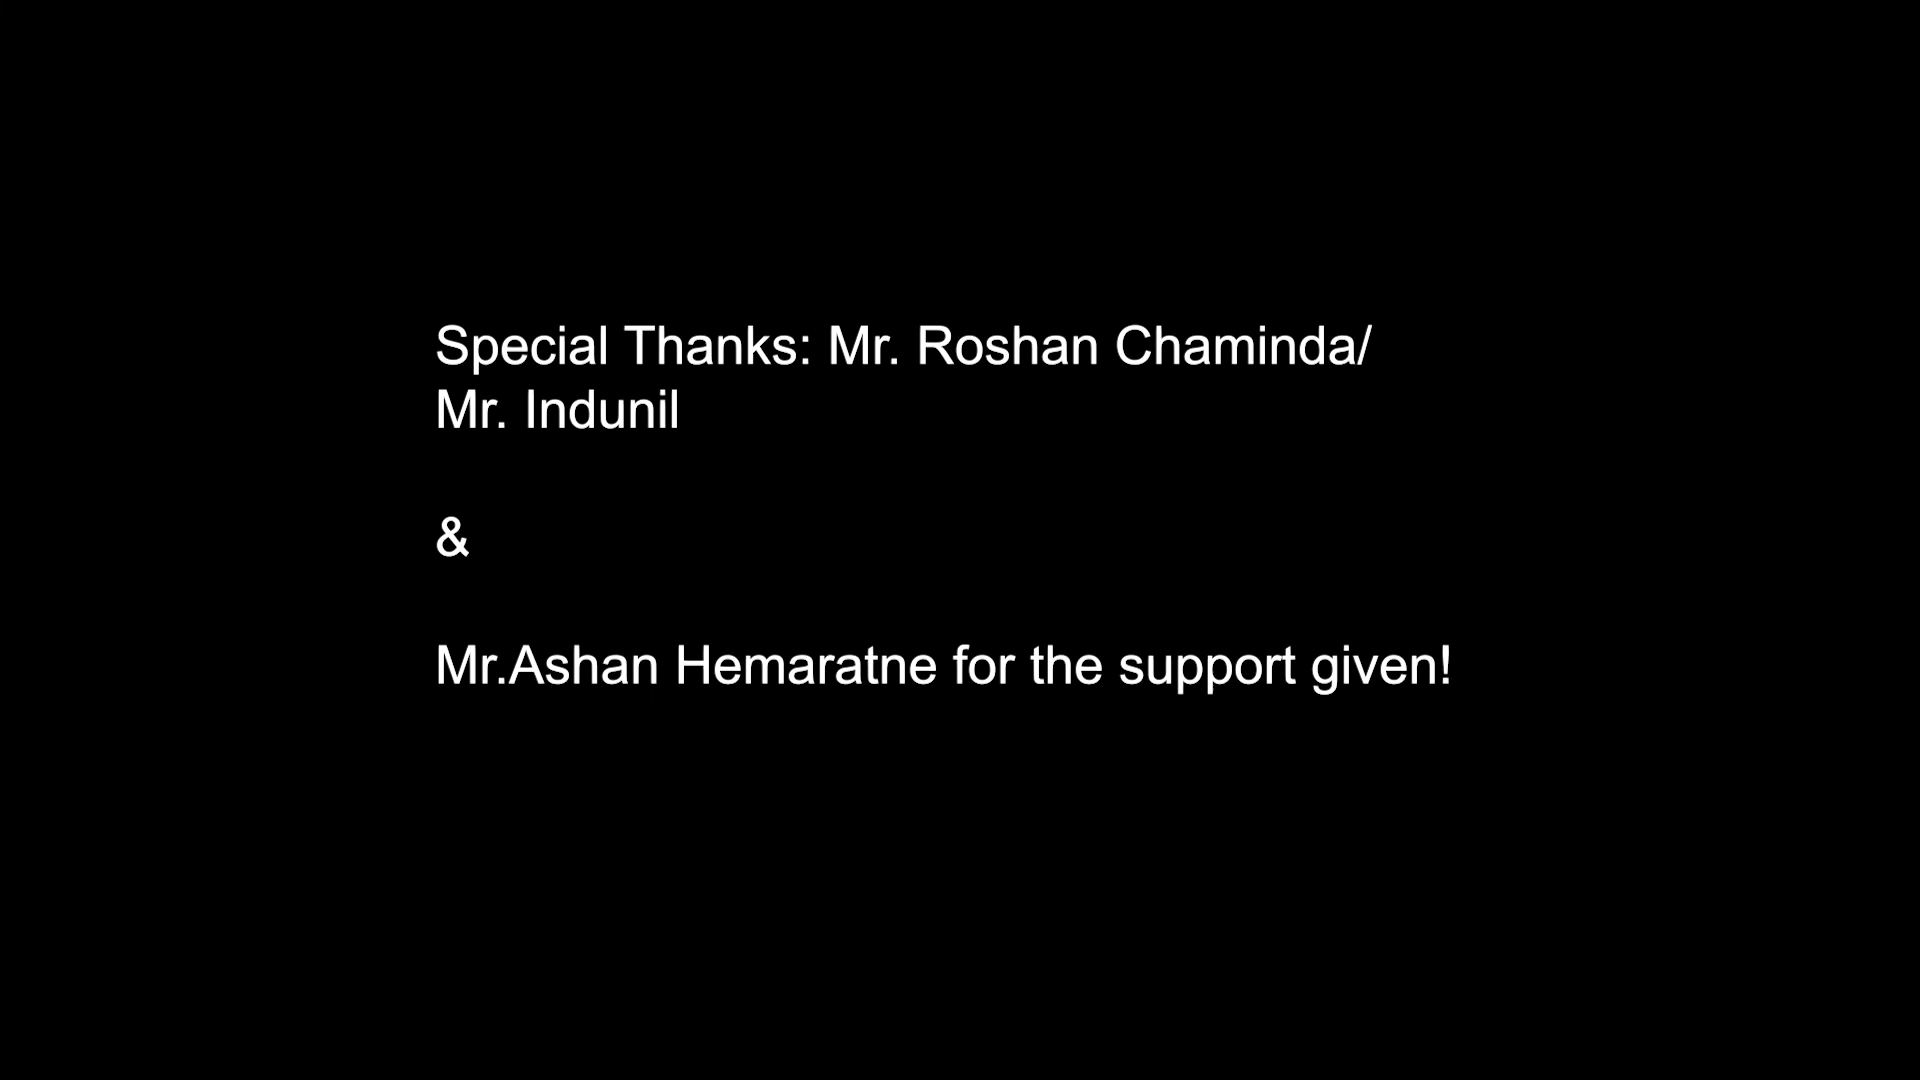 Special Thanks: Mr. Roshan Chaminda/
Mr. Indunil
&
Mr.Ashan Hemaratne for the support given!